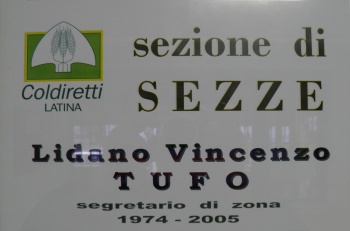 sezione di
SEZZE
Coldiretti
LATINA
Lidano Vincenzo
TUFO
segretario di zona
1974 - 2005